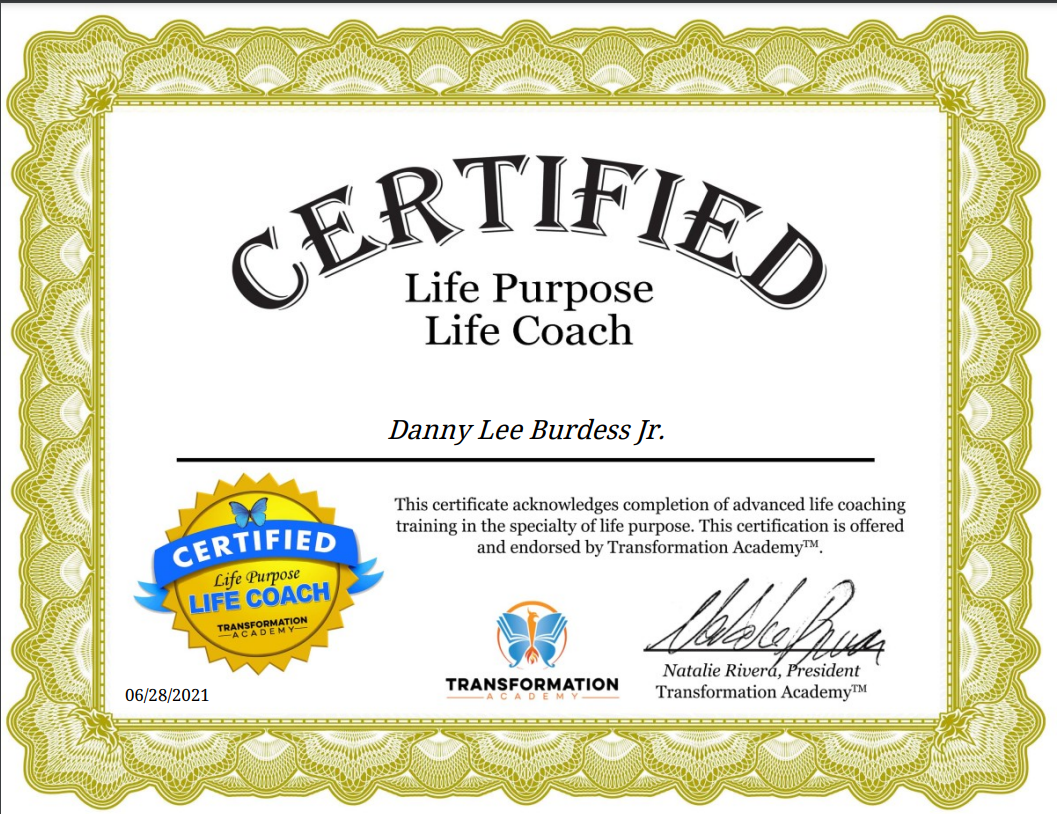 CERTIFIED
Life Purpose
Life Coach
Danny Lee Burdess Jr.
This certificate acknowledges completion of advanced life coaching
training in the specialty of life purpose. This certification is offered
and endorsed by Transformation Academy™.
CERTIFIED
Life Purpose
LIFE COACH
TRANSFORMATION
ACADEMY
06/28/2021
TRANSFORMATION
ACADEMY
Natalie Rivera
Natalie Rivera, President
Transformation Academy™